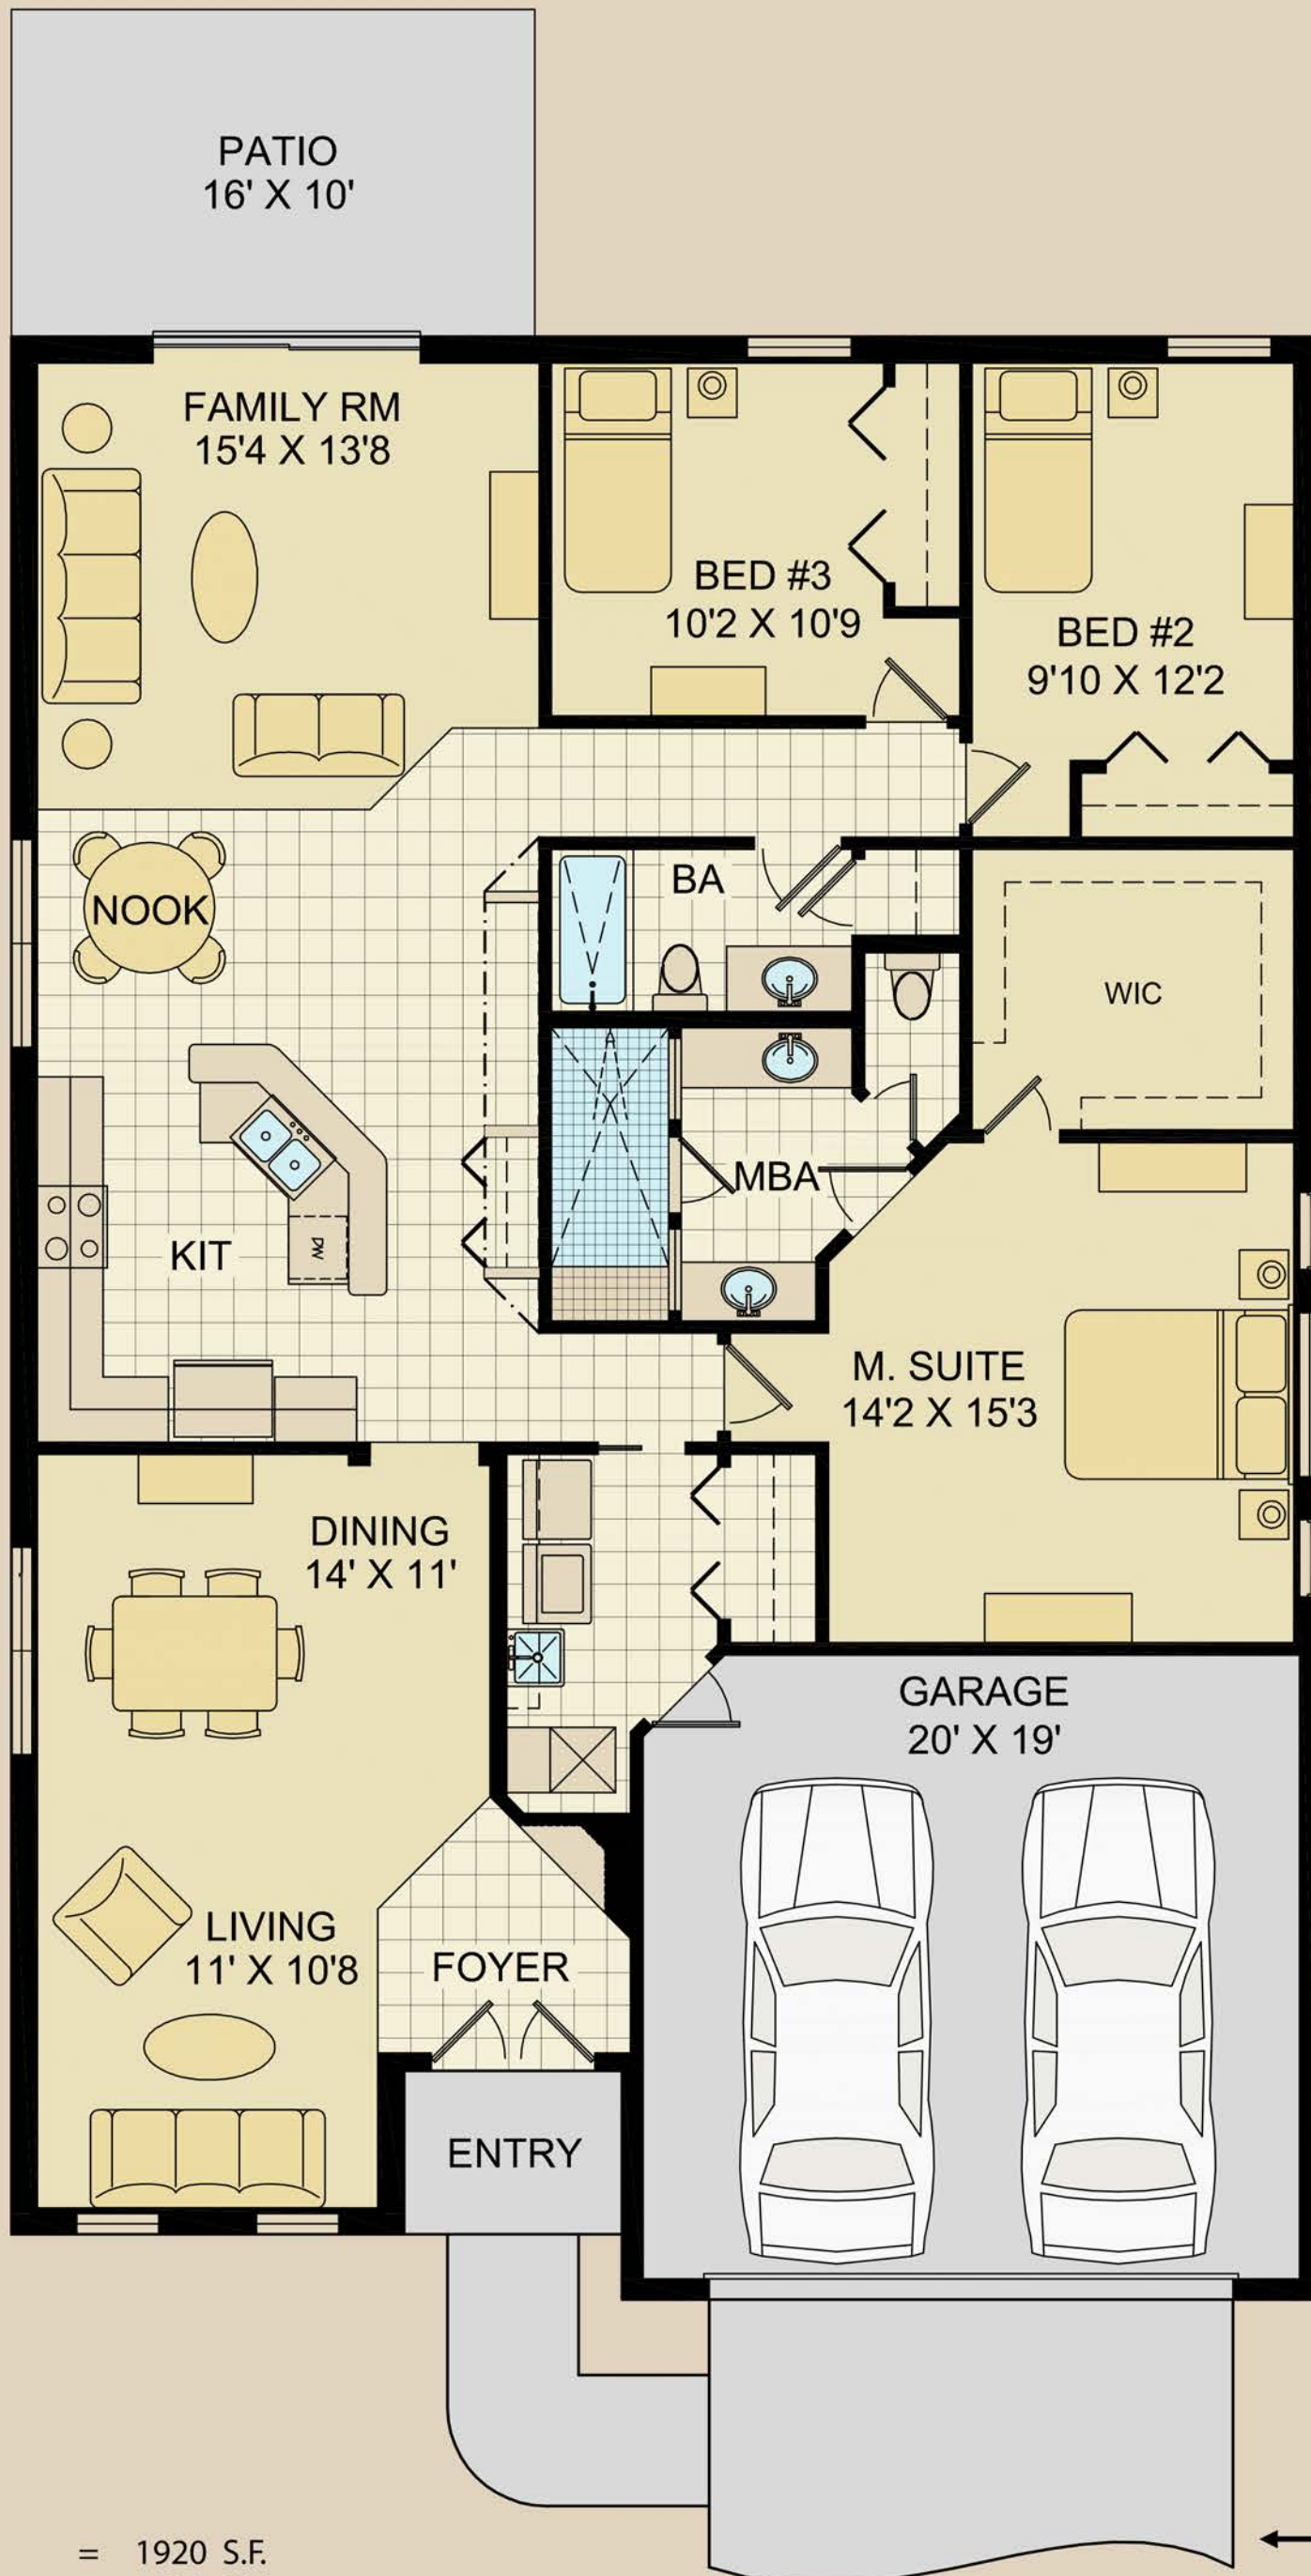 PATIO
16' X 10'
FAMILY RM
15'4 X 13'8
BED #3
10'2 X 10'9
BED #2
9'10 X 12'2
NOOK
BA
WIC
MBA
KIT
DW
M. SUITE
14'2 X 15'3
DINING
14' X 11'
GARAGE
20' X 19'
LIVING
11' X 10'8
FOYER
ENTRY
= 1920 S.F.